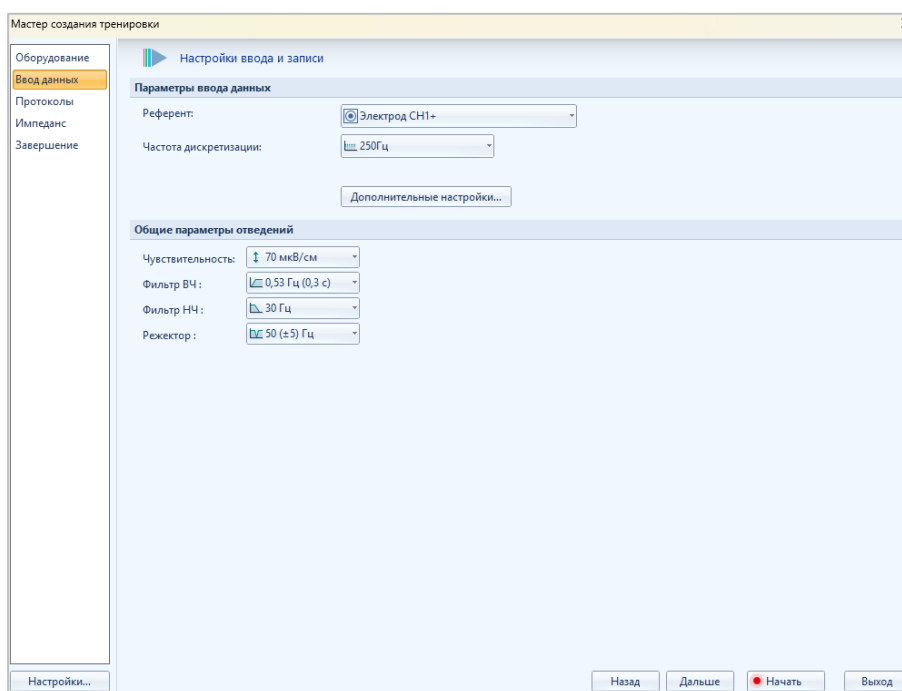 Мастер создания тренировки
Оборудование
Ввод данных
Протоколы
Импеданс
Завершение
Настройки ввода и записи
Параметры ввода данных
Референт: Электрод CH1+
Частота дискретизации: 250Гц
Дополнительные настройки...
Общие параметры отведений
Чувствительность: 70 мкВ/см
Фильтр ВЧ : 0,53 Гц (0,3 с)
Фильтр НЧ : 30 Гц
Режектор : 50 (±5) Гц
Настройки... Назад Дальше Начать Выход